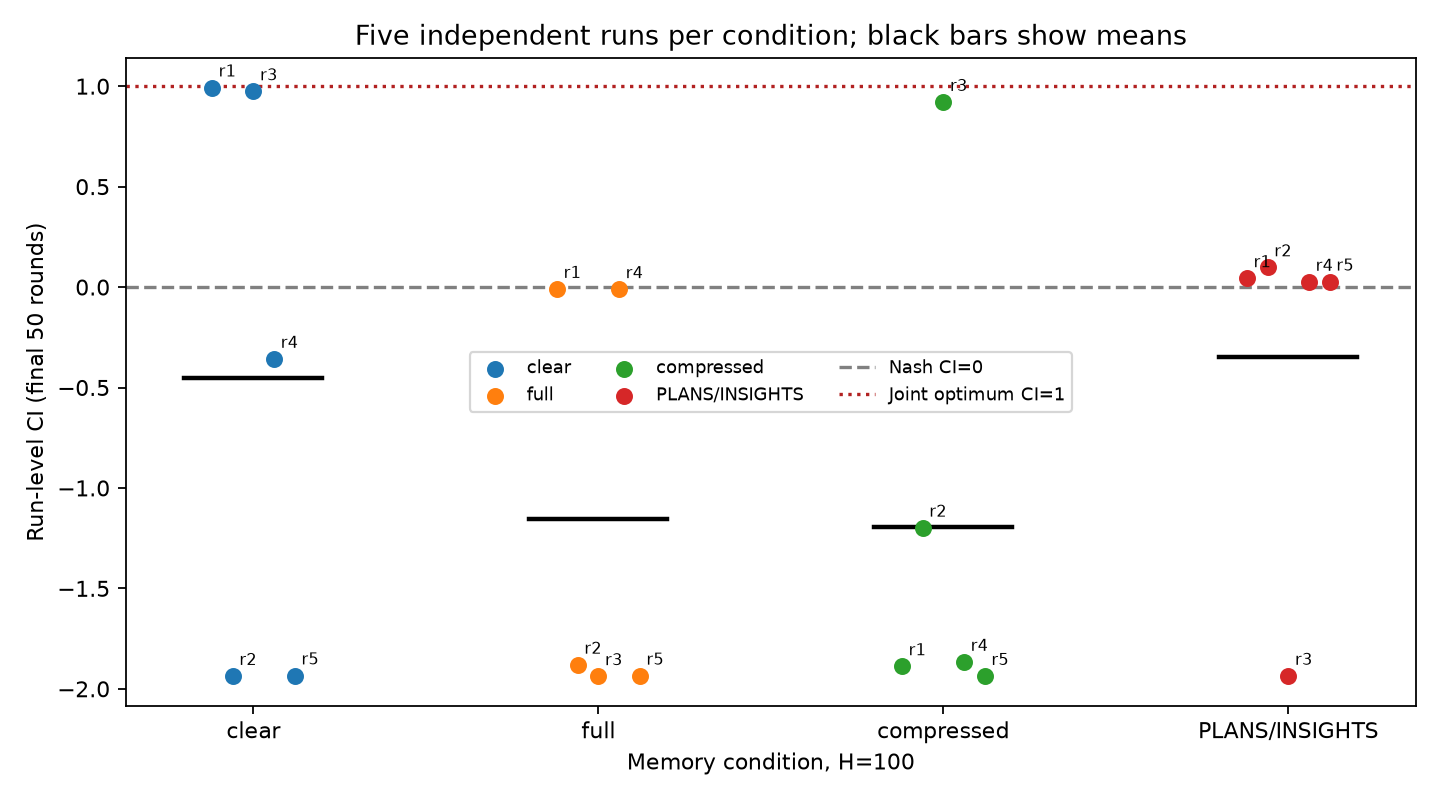 Five independent runs per condition; black bars show means
Run-level CI (final 50 rounds)
1.0
0.5
0.0
−0.5
−1.0
−1.5
−2.0
r1
r3
r4
r2
r5
r1
r4
r2
r3
r5
r3
r2
r1
r4
r5
r1
r2
r4
r5
r3
clear
full
compressed
PLANS/INSIGHTS
Nash CI=0
Joint optimum CI=1
clear
full
compressed
PLANS/INSIGHTS
Memory condition, H=100